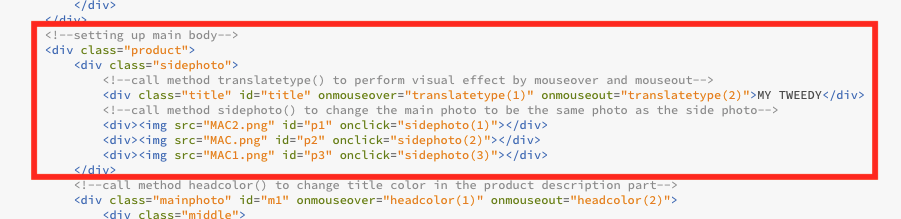 </div>
</div>
<!--setting up main body-->
<div class="product">
<div class="sidephoto">
<!--call method translatetype() to perform visual effect by mouseover and mouseout-->
<div class="title" id="title" onmouseover="translatetype(1)" onmouseout="translatetype(2)">MY TWEEDY</div>
<!--call method sidephoto() to change the main photo to be the same photo as the side photo-->
<div><img src="MAC2.png" id="p1" onclick="sidephoto(1)"></div>
<div><img src="MAC.png" id="p2" onclick="sidephoto(2)"></div>
<div><img src="MAC1.png" id="p3" onclick="sidephoto(3)"></div>
</div>
<!--call method headcolor() to change title color in the product description part-->
<div class="mainphoto" id="m1" onmouseover="headcolor(1)" onmouseout="headcolor(2)">
<div class="middle">